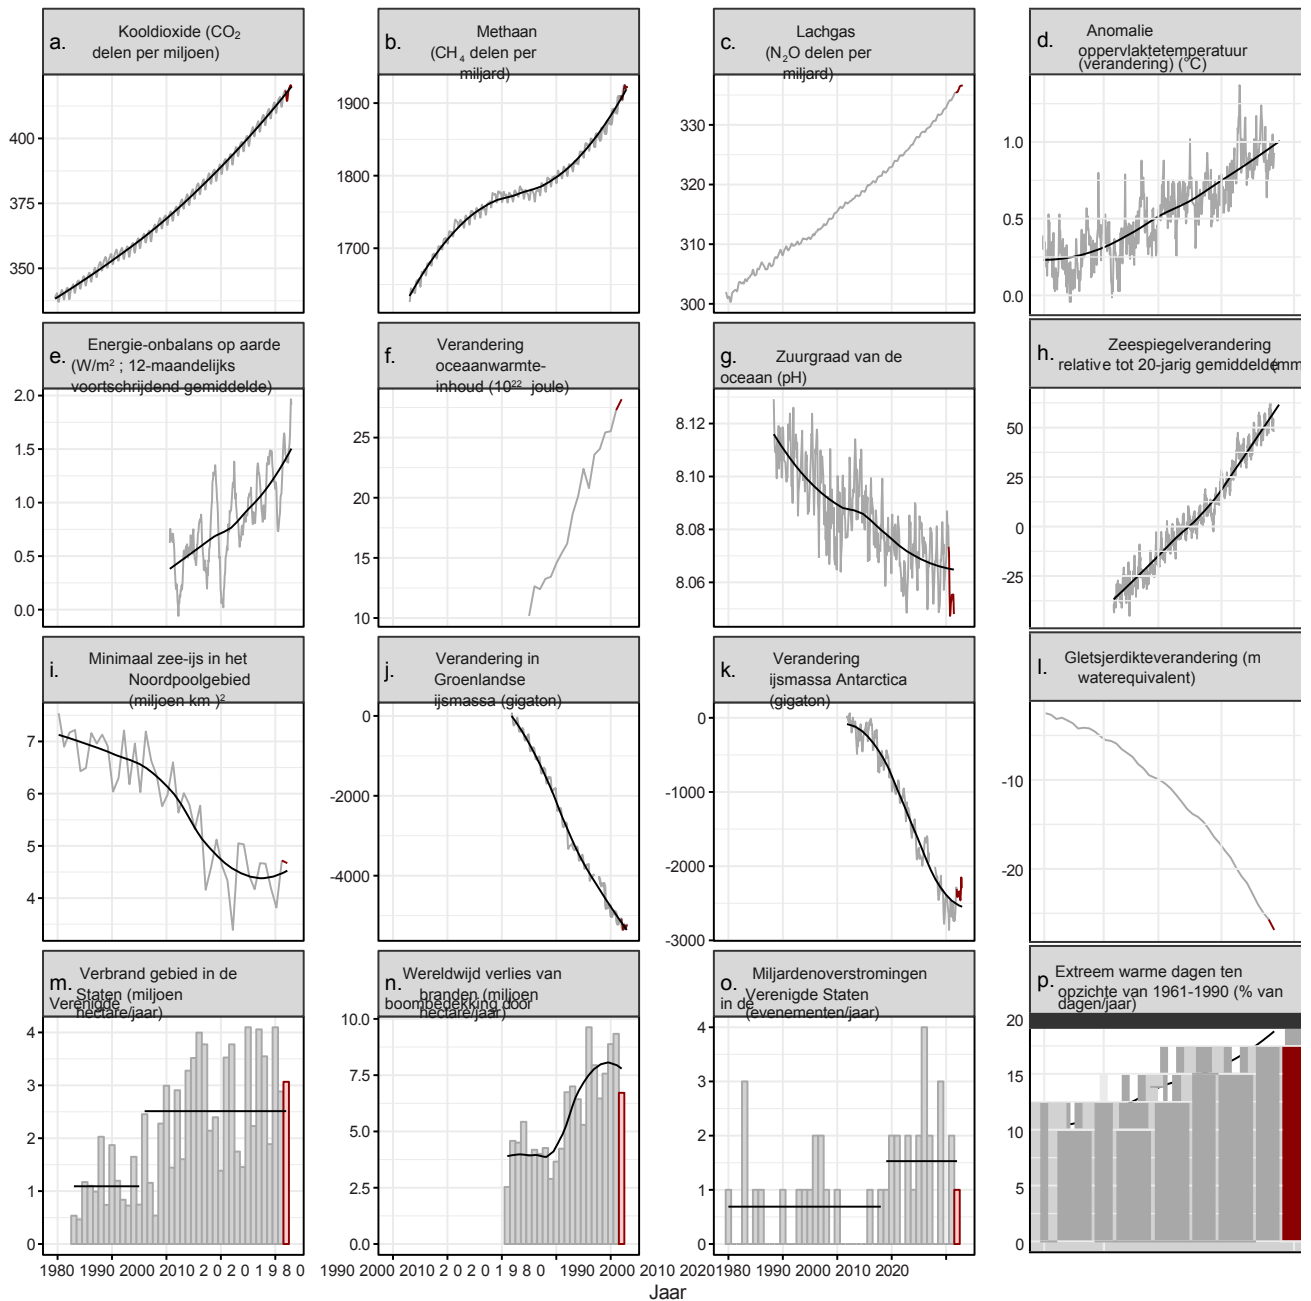 a. Kooldioxide (CO₂
delen per miljoen)
b. Methaan
(CH₄ delen per
miljard)
c. Lachgas
(N₂O delen per
miljard)
d. Anomalie
oppervlaktetemperatuur
(verandering) (°C)
400
375
350
1900
1800
1700
330
320
310
300
1.0
0.5
0.0
e. Energie-onbalans op aarde
(W/m² ; 12-maandelijks
voortschrijdend gemiddelde)
f. Verandering
oceaanwarmte-
inhoud (10²² joule)
g. Zuurgraad van de
oceaan (pH)
h. Zeespiegelverandering
relative tot 20-jarig gemiddelde(mm
2.0
1.5
1.0
0.5
0.0
25
20
15
10
8.12
8.10
8.08
8.06
50
25
0
-25
i. Minimaal zee-ijs in het
Noordpoolgebied
(miljoen km )²
j. Verandering in
Groenlandse
ijsmassa (gigaton)
k. Verandering
ijsmassa Antarctica
(gigaton)
l. Gletsjerdikteverandering (m
waterequivalent)
7
6
5
4
0
-2000
-4000
0
-1000
-2000
-3000
-10
-20
m. Verbrand gebied in de
Verenigde
Staten (miljoen
hectare/jaar)
n. Wereldwijd verlies van
boombedekking door
branden (miljoen
hectare/jaar)
o. Miljardenoverstromingen
in de
Verenigde Staten
(evenementen/jaar)
p. Extreem warme dagen ten
opzichte van 1961-1990 (% van
dagen/jaar)
4
3
2
1
0
10.0
7.5
5.0
2.5
0.0
4
3
2
1
0
20
15
10
5
0
1980 1990 2000 2010 2020 1980 1990 2000 2010 2020 1980 1990 2000 2010 2020 1980 1990 2000 2020
Jaar